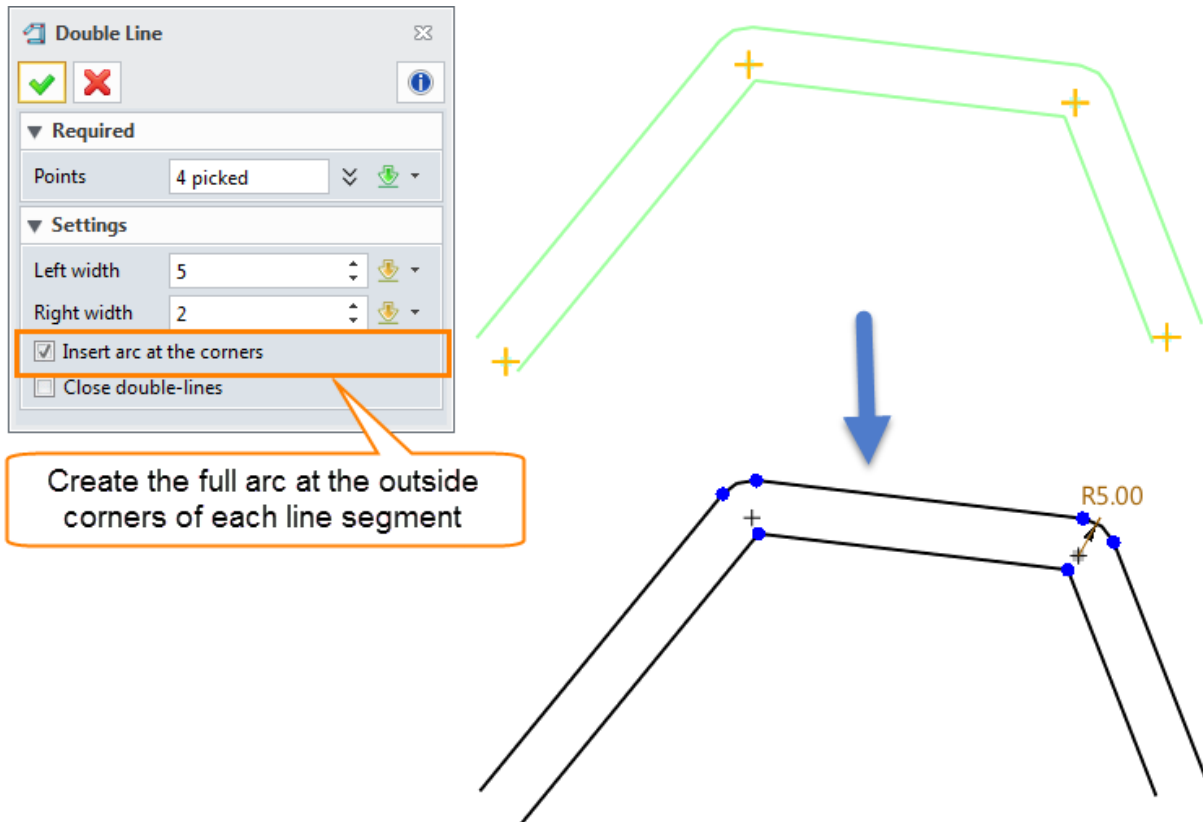 Double Line
Required
Points 4 picked
Settings
Left width 5
Right width 2
Insert arc at the corners
Close double-lines
Create the full arc at the outside
corners of each line segment
R5.00